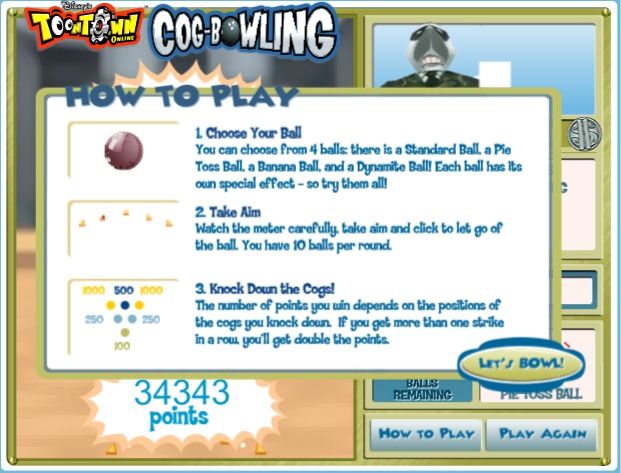 Disney's
TOONTOWN
ONLINE
COG-BOWLING
HOW TO PLAY
1. Choose Your Ball
You can choose from 4 balls: there is a Standard Ball, a Pie
Toss Ball, a Banana Ball, and a Dynamite Ball! Each ball has its
own special effect - so try them all!
2. Take Aim
Watch the meter carefully, take aim and click to let go of
the ball. You have 10 balls per round.
1000 500 1000
250 250
100
3. Knock Down the Cogs!
The number of points you win depends on the positions of
the cogs you knock down. If you get more than one strike
in a row, you'll get double the points.
LET'S BOWL!
34343
points
BALLS
REMAINING
PIE TOSS BALL
HOW TO PLAY
PLAY AGAIN